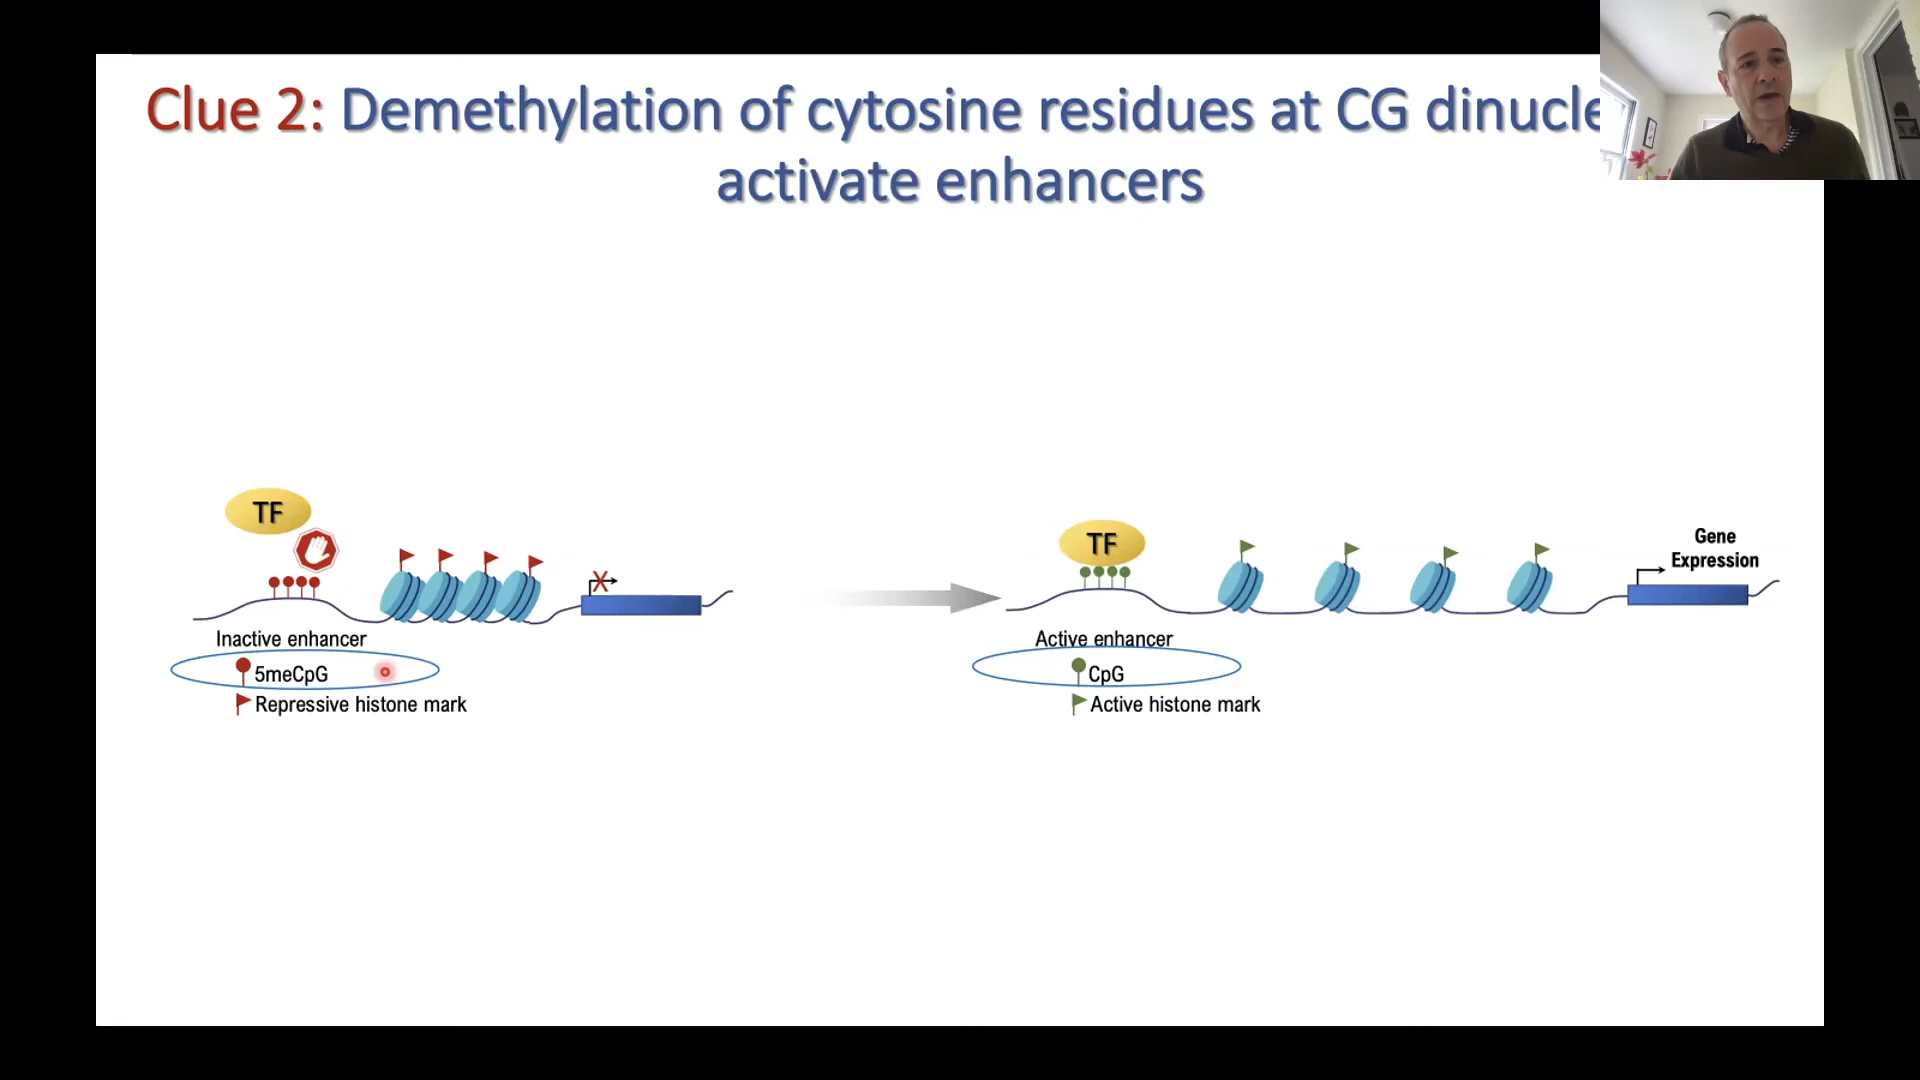 Clue 2: Demethylation of cytosine residues at CG
activate enhancers
TF
Inactive enhancer
5meCpG
Repressive histone mark
X
TF
Active enhancer
CpG
Active histone mark
Gene
Expression